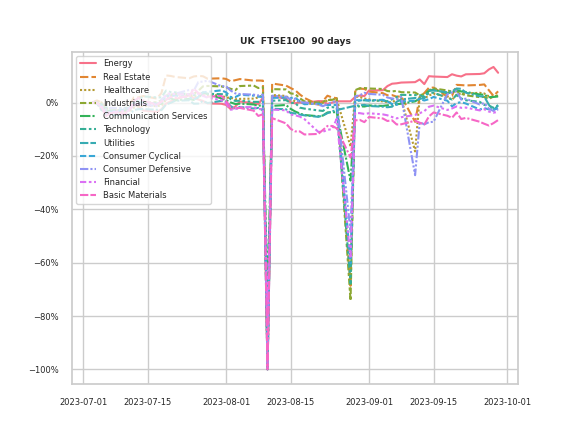 UK FTSE100 90 days
Energy
Real Estate
Healthcare
Industrials
Communication Services
Technology
Utilities
Consumer Cyclical
Consumer Defensive
Financial
Basic Materials
0%
−20%
−40%
−60%
−80%
−100%
2023-07-01 2023-07-15 2023-08-01 2023-08-15 2023-09-01 2023-09-15 2023-10-01